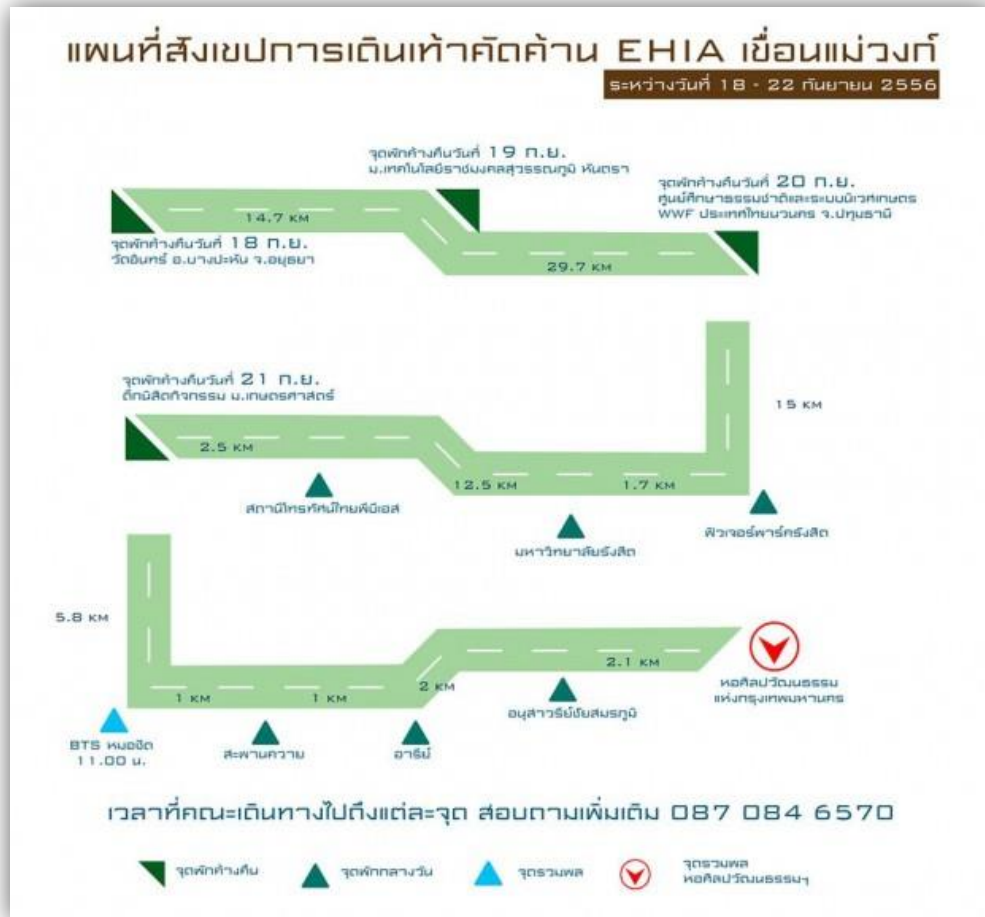 แผนที่สังเขปการเดินเท้าคัดค้าน EHIA เขื่อนแม่วงก์
ระหว่างวันที่ 18 - 22 กันยายน 2556
จุดพักค้างคืนวันที่ 19 ก.ย.
ม.เทคโนโลยีราชมงคลสุวรรณภูมิ หันตรา
จุดพักค้างคืนวันที่ 20 ก.ย.
ศูนย์ศึกษาธรรมชาติและระบบนิเวศเกษตร
WWF ประเทศไทยนวนคร จ.ปทุมธานี
14.7 KM
จุดพักค้างคืนวันที่ 18 ก.ย.
วัดอินทร์ อ.บางปะหัน จ.อยุธยา
29.7 KM
จุดพักค้างคืนวันที่ 21 ก.ย.
ตึกนิสิตกิจกรรม ม.เกษตรศาสตร์
15 KM
2.5 KM
12.5 KM
1.7 KM
สถานีโทรทัศน์ไทยพีบีเอส
มหาวิทยาลัยรังสิต
ฟิวเจอร์พาร์ครังสิต
5.8 KM
1 KM
1 KM
2 KM
2.1 KM
หอศิลปวัฒนธรรม
แห่งกรุงเทพมหานคร
อนุสาวรีย์ชัยสมรภูมิ
BTS หมอชิต
11.00 น.
สะพานควาย
อารีย์
เวลาที่คณะเดินทางไปถึงแต่ละจุด สอบถามเพิ่มเติม 087 084 6570
จุดพักค้างคืน
จุดพักกลางวัน
จุดรวมพล
จุดรวมพล
หอศิลปวัฒนธรรมฯ